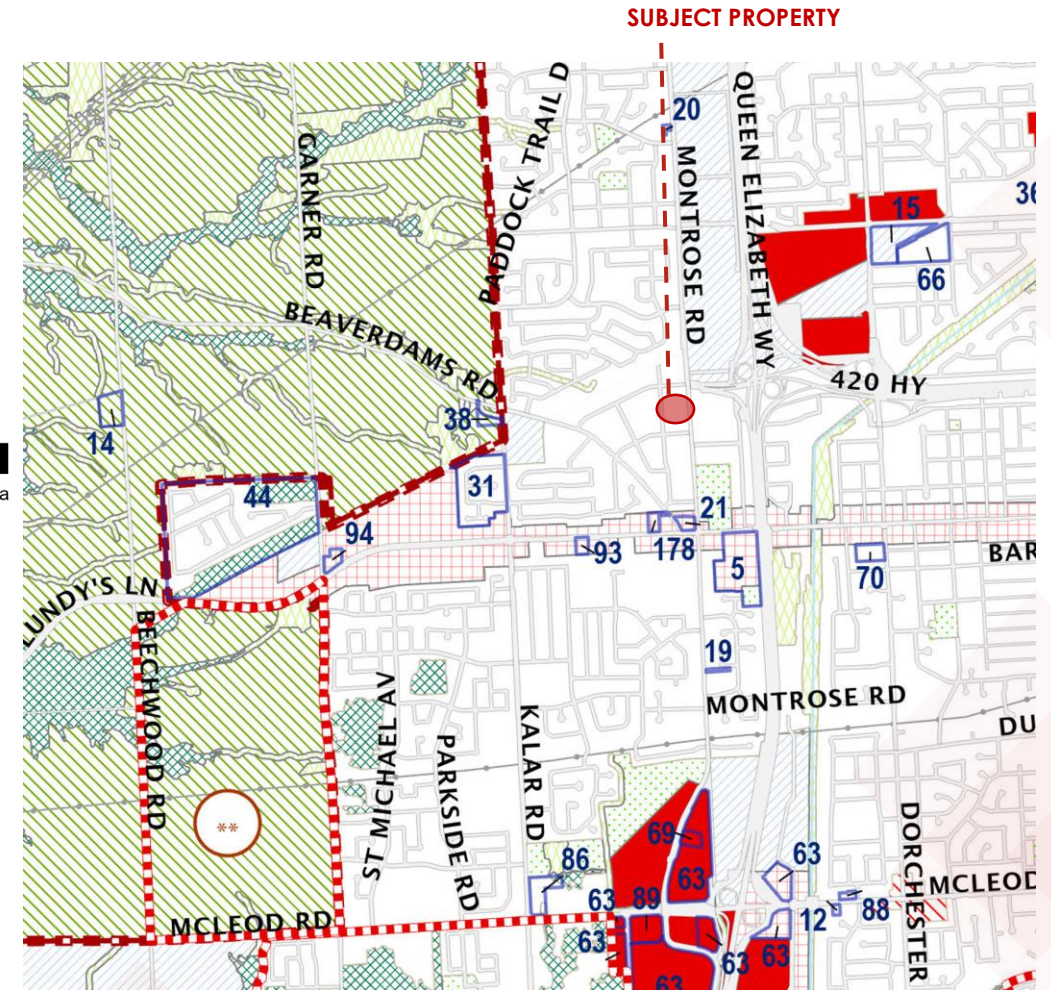 SUBJECT PROPERTY
PADDOCK TRAIL D
20
QUEEN ELIZABETH WY
GARNER RD
MONTROSE RD
36
15
66
BEAVERDAMS RD
420 HY
14
38
a
44
31
94
21
93
178
5
70
BAR
LUNDY'S LN
BEECHWOOD RD
19
MONTROSE RD
DU
ST MICHAEL AV
PARKSIDE RD
KALAR RD
**
DORCHESTER
69
86
63
63
63
89
12
88
MCLEOD
MCLEOD RD
63
63
63
63